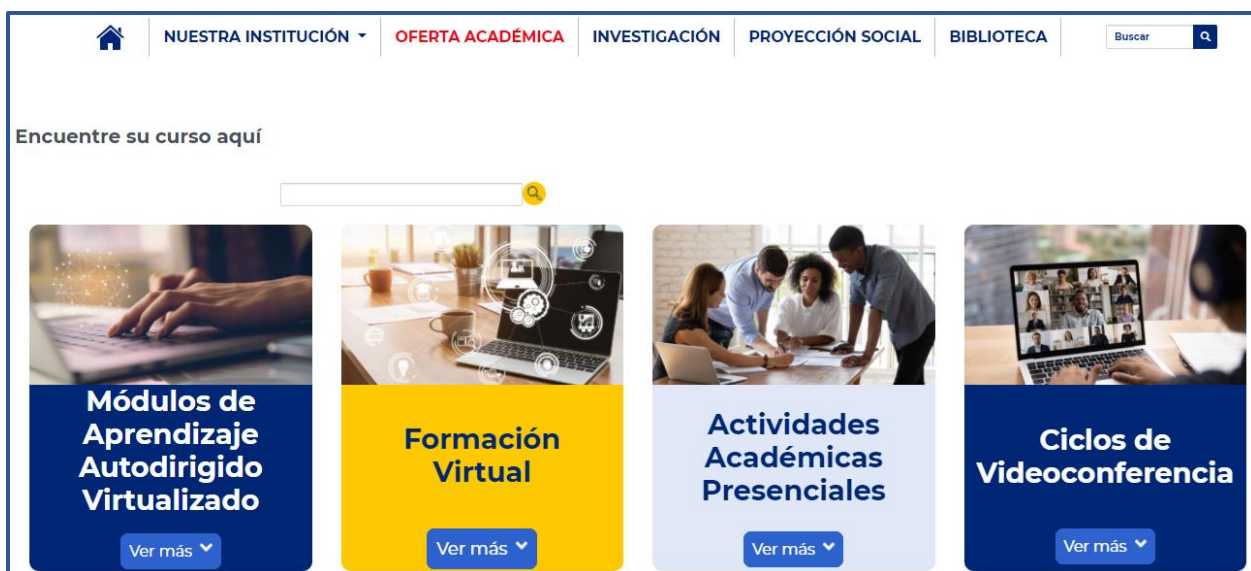 NUESTRA INSTITUCIÓN
OFERTA ACADÉMICA
INVESTIGACIÓN
PROYECCIÓN SOCIAL
BIBLIOTECA
Buscar
Encuentre su curso aquí
Módulos de
Aprendizaje
Autodirigido
Virtualizado
Ver más
Formación
Virtual
Ver más
Actividades
Académicas
Presenciales
Ver más
Ciclos de
Videoconferencia
Ver más